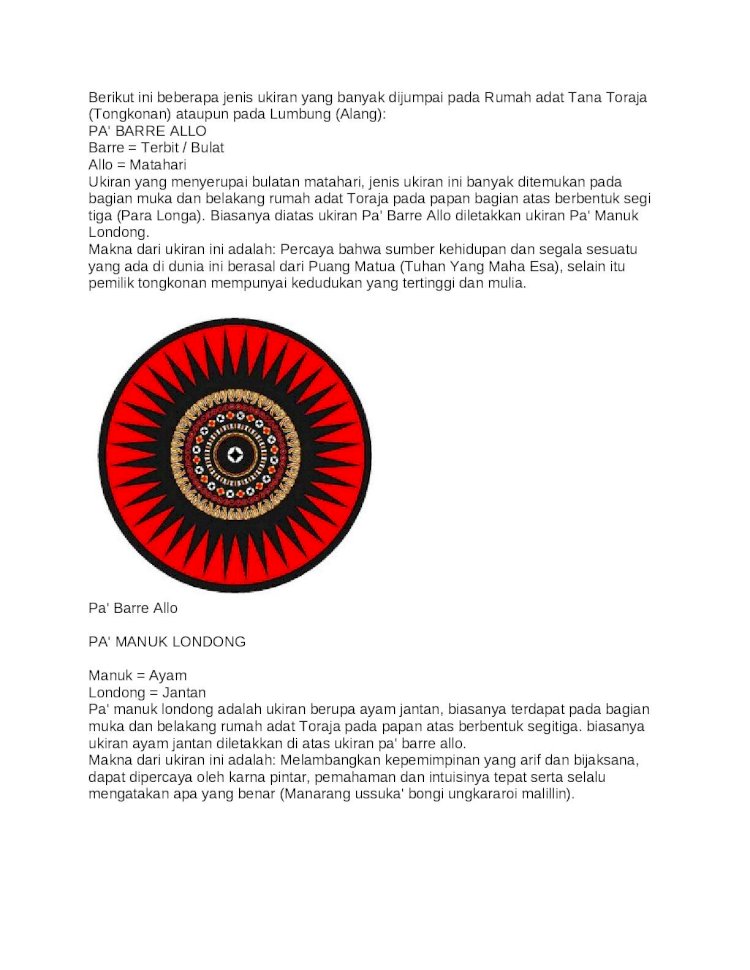 Berikut ini beberapa jenis ukiran yang banyak dijumpai pada Rumah adat Tana Toraja
(Tongkonan) ataupun pada Lumbung (Alang):
PA' BARRE ALLO
Barre = Terbit / Bulat
Allo = Matahari
Ukiran yang menyerupai bulatan matahari, jenis ukiran ini banyak ditemukan pada
bagian muka dan belakang rumah adat Toraja pada papan bagian atas berbentuk segi
tiga (Para Longa). Biasanya diatas ukiran Pa' Barre Allo diletakkan ukiran Pa' Manuk
Londong.
Makna dari ukiran ini adalah: Percaya bahwa sumber kehidupan dan segala sesuatu
yang ada di dunia ini berasal dari Puang Matua (Tuhan Yang Maha Esa), selain itu
pemilik tongkonan mempunyai kedudukan yang tertinggi dan mulia.
Pa' Barre Allo
PA' MANUK LONDONG
Manuk = Ayam
Londong = Jantan
Pa' manuk londong adalah ukiran berupa ayam jantan, biasanya terdapat pada bagian
muka dan belakang rumah adat Toraja pada papan atas berbentuk segitiga. biasanya
ukiran ayam jantan diletakkan di atas ukiran pa' barre allo.
Makna dari ukiran ini adalah: Melambangkan kepemimpinan yang arif dan bijaksana,
dapat dipercaya oleh karna pintar, pemahaman dan intuisinya tepat serta selalu
mengatakan apa yang benar (Manarang ussuka' bongi ungkararoi malillin).